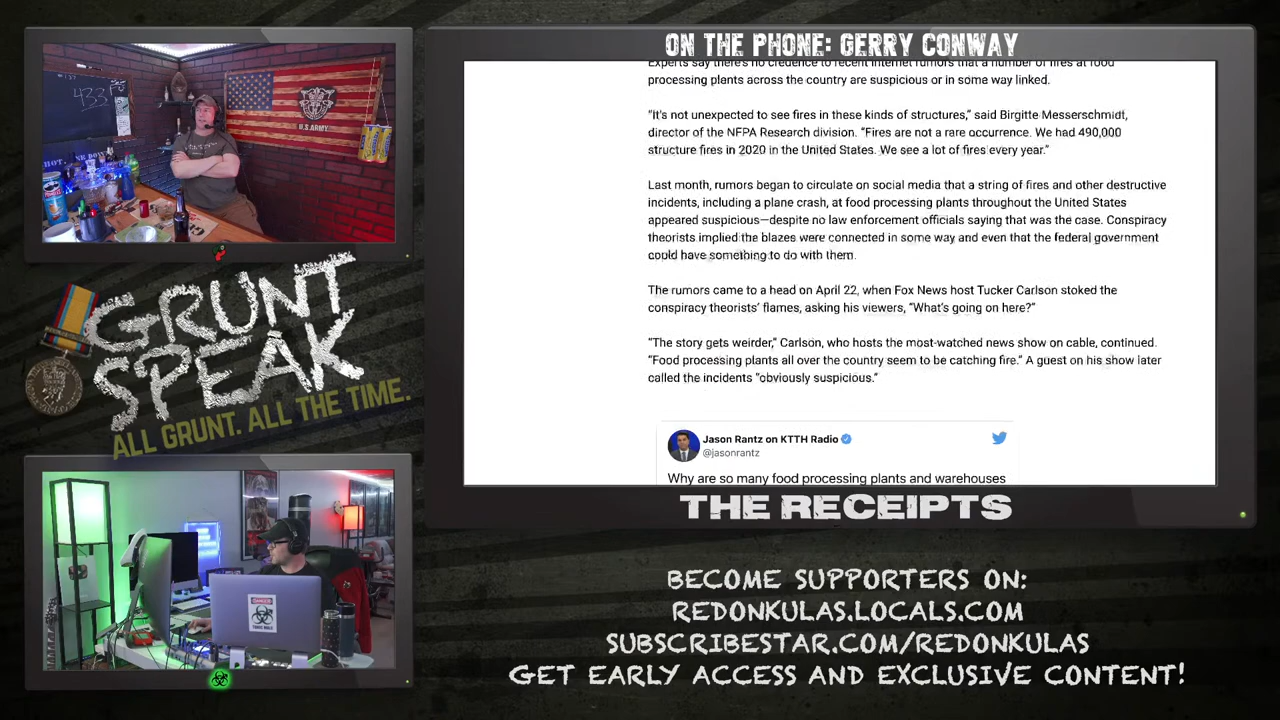 ON THE PHONE: GERRY CONWAY
Experts say there's no credence to recent internet rumors that a number of fires at food
processing plants across the country are suspicious or in some way linked.
“It's not unexpected to see fires in these kinds of structures,” said Birgitte Messerschmidt,
director of the NFPA Research division. “Fires are not a rare occurrence. We had 490,000
structure fires in 2020 in the United States. We see a lot of fires every year.”
Last month, rumors began to circulate on social media that a string of fires and other destructive
incidents, including a plane crash, at food processing plants throughout the United States
appeared suspicious—despite no law enforcement officials saying that was the case. Conspiracy
theorists implied the blazes were connected in some way and even that the federal government
could have something to do with them.
The rumors came to a head on April 22, when Fox News host Tucker Carlson stoked the
conspiracy theorists’ flames, asking his viewers, “What's going on here?”
“The story gets weirder,” Carlson, who hosts the most-watched news show on cable, continued.
“Food processing plants all over the country seem to be catching fire.” A guest on his show later
called the incidents “obviously suspicious.”
Jason Rantz on KTTH Radio
@jasonrantz
Why are so many food processing plants and warehouses
THE RECEIPTS
BECOME SUPPORTERS ON:
REDONKULAS.LOCALS.COM
SUBSCRIBESTAR.COM/REDONKULAS
GET EARLY ACCESS AND EXCLUSIVE CONTENT!
433
U.S. ARMY
GRUNT
SPEAK
ALL GRUNT. ALL THE TIME.
DANGER